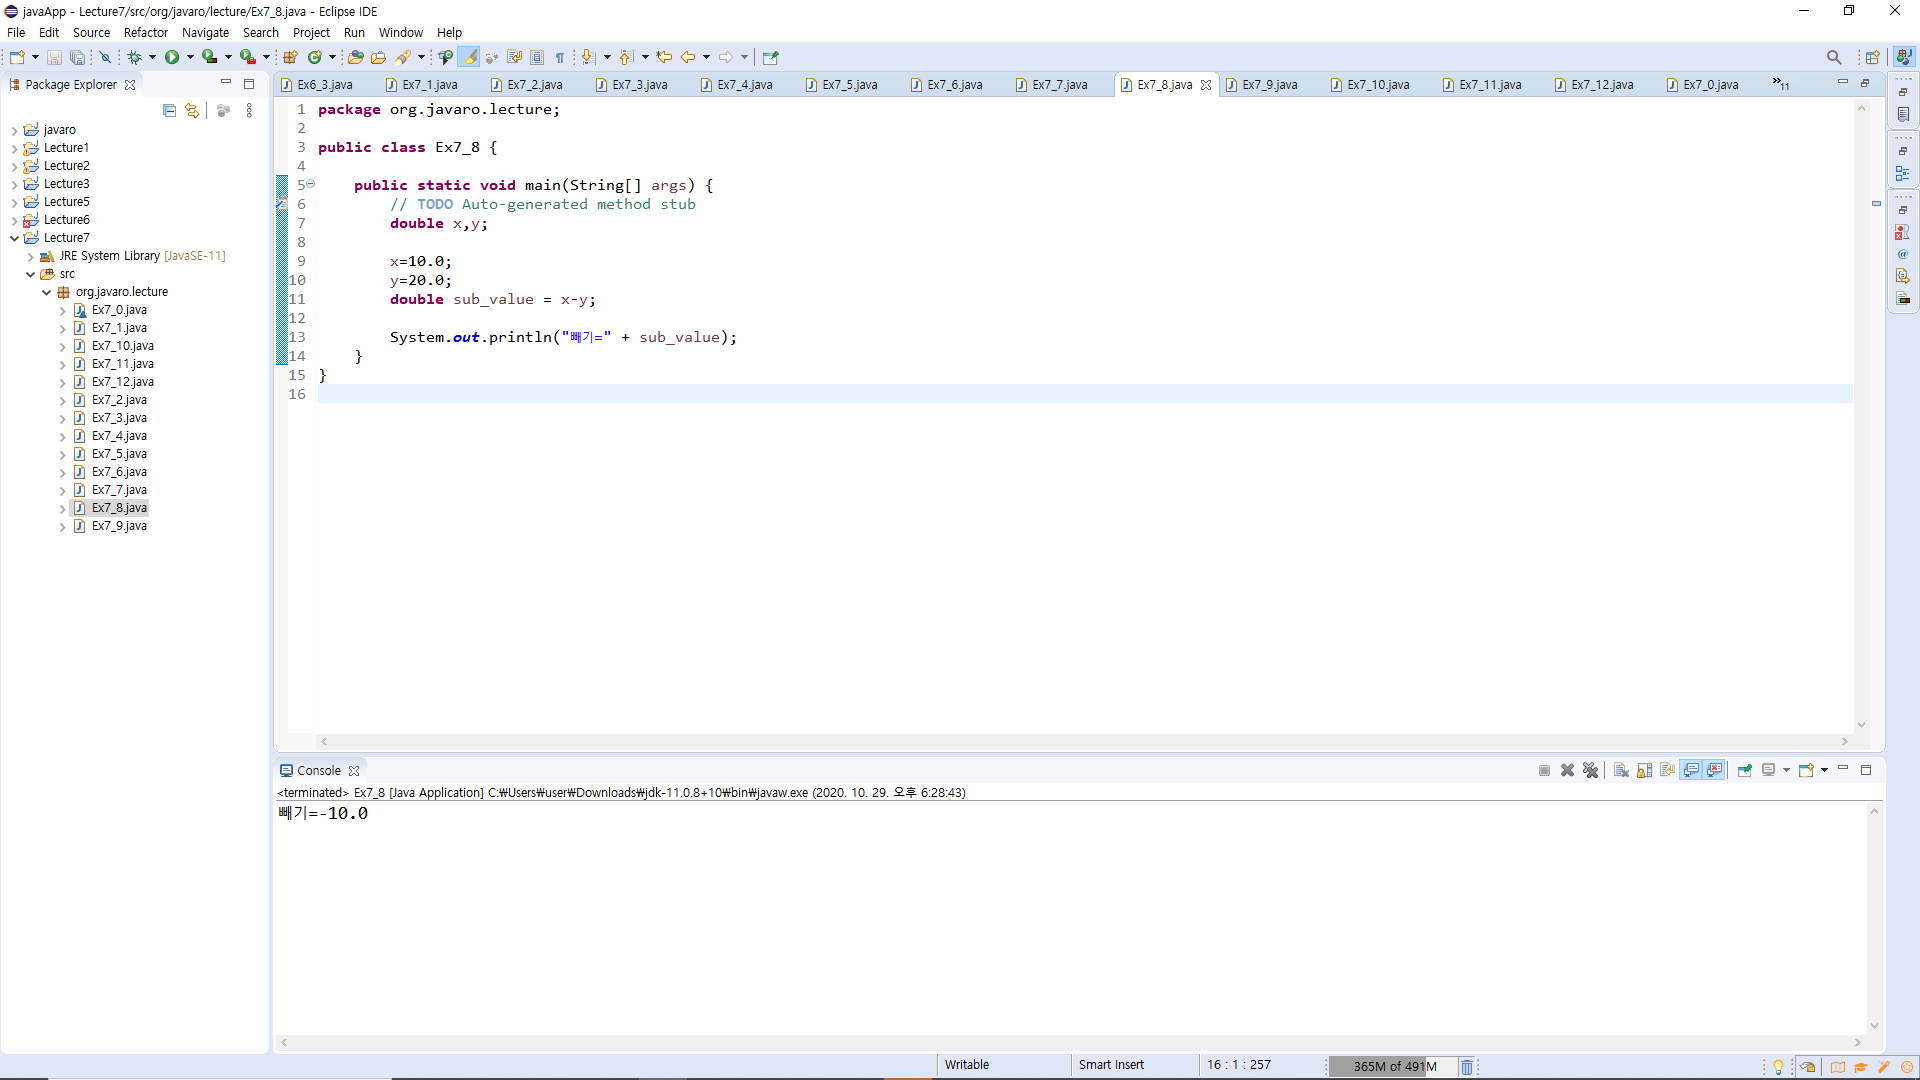 javaApp - Lecture7/src/org/javaro/lecture/Ex7_8.java - Eclipse IDE
File Edit Source Refactor Navigate Search Project Run Window Help
Package Explorer
javaro
Lecture1
Lecture2
Lecture3
Lecture5
Lecture6
Lecture7
JRE System Library [JavaSE-11]
src
org.javaro.lecture
Ex7_0.java
Ex7_1.java
Ex7_10.java
Ex7_11.java
Ex7_12.java
Ex7_2.java
Ex7_3.java
Ex7_4.java
Ex7_5.java
Ex7_6.java
Ex7_7.java
Ex7_8.java
Ex7_9.java
Ex6_3.java Ex7_1.java Ex7_2.java Ex7_3.java Ex7_4.java Ex7_5.java Ex7_6.java Ex7_7.java Ex7_8.java Ex7_9.java Ex7_10.java Ex7_11.java Ex7_12.java Ex7_0.java »11
1 package org.javaro.lecture;
2
3 public class Ex7_8 {
4
5 public static void main(String[] args) {
6 // TODO Auto-generated method stub
7 double x,y;
8
9 x=10.0;
10 y=20.0;
11 double sub_value = x-y;
12
13 System.out.println("빼기=" + sub_value);
14 }
15 }
16
Console
<terminated> Ex7_8 [Java Application] C:₩Users₩user₩Downloads₩jdk-11.0.8+10₩bin₩javaw.exe (2020. 10. 29. 오후 6:28:43)
빼기=-10.0
Writable Smart Insert 16 : 1 : 257 365M of 491M